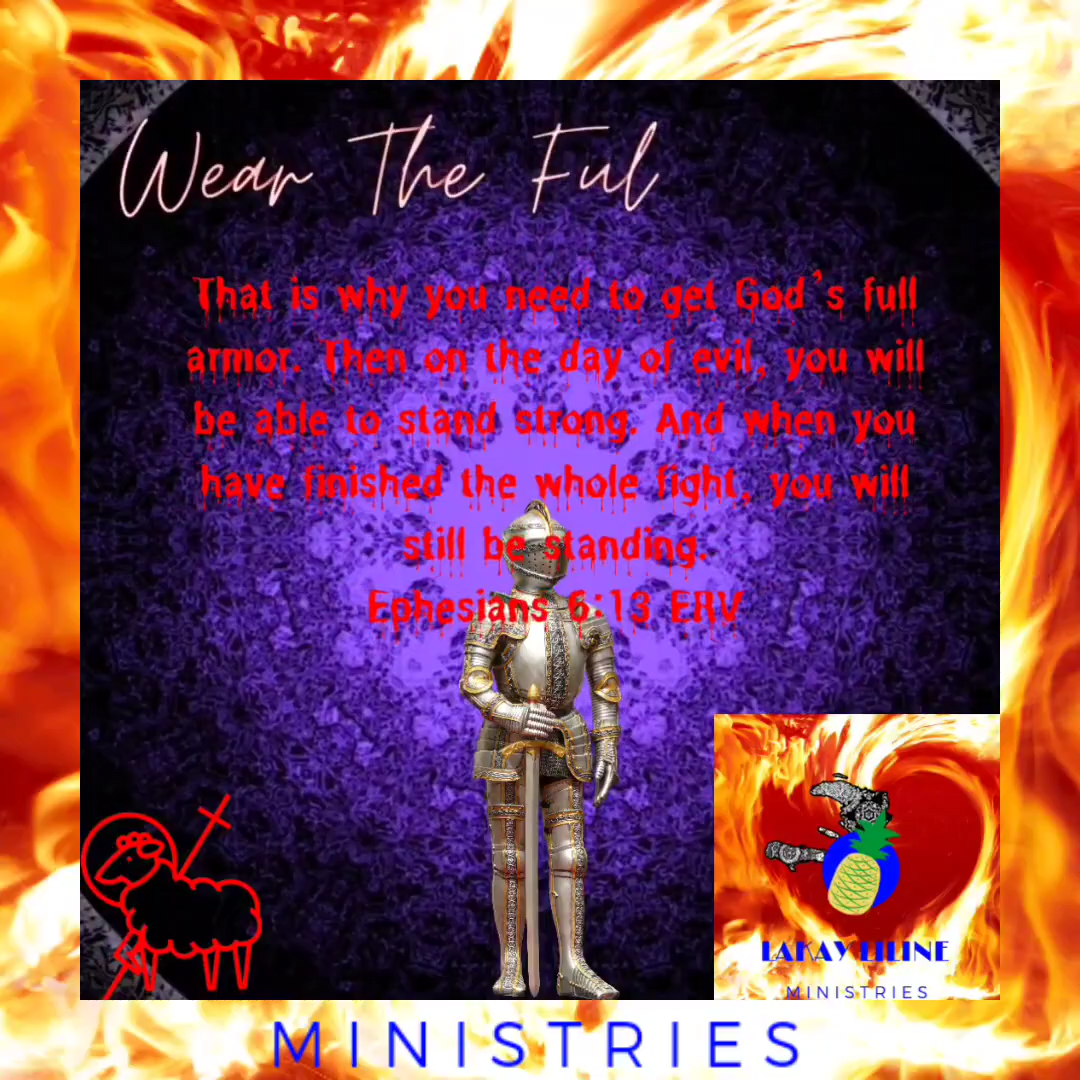 Wear The Ful
That is why you need to get God's full
armor. Then on the day of evil, you will
be able to stand strong. And when you
have finished the whole fight, you will
still be standing.
Ephesians 6:13 ERV
LAKAY LILINE
MINISTRIES
MINISTRIES